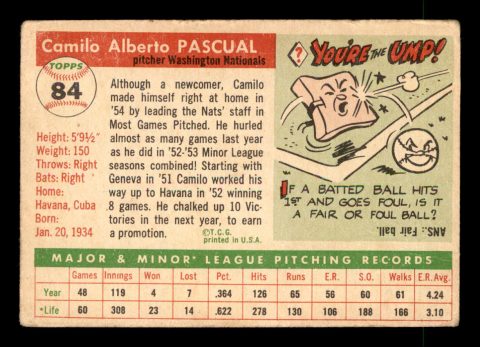 Camilo Alberto PASCUAL
pitcher Washington Nationals
TOPPS
84
Height: 5'9½"
Weight: 150
Throws: Right
Bats: Right
Home:
Havana, Cuba
Born:
Jan. 20, 1934
Although a newcomer, Camilo
made himself right at home in
'54 by leading the Nats' staff in
Most Games Pitched. He hurled
almost as many games last year
as he did in '52-'53 Minor League
seasons combined! Starting with
Geneva in '51 Camilo worked his
way up to Havana in '52 winning
8 games. He chalked up 10 Vic-
tories in the next year, to earn
a promotion.
©T.C.G.
printed in U.S.A.
? YOU'RE THE UMP!
IF A BATTED BALL HITS
1ST AND GOES FOUL, IS IT
A FAIR OR FOUL BALL?
ANS.: Fair ball.
MAJOR & MINOR* LEAGUE PITCHING RECORDS
Games Innings Won Lost Pct. Hits Runs E.R. S.O. Walks E.R.Avg.
Year 48 119 4 7 .364 126 65 56 60 61 4.24
*Life 60 308 23 14 .622 278 130 106 188 166 3.10